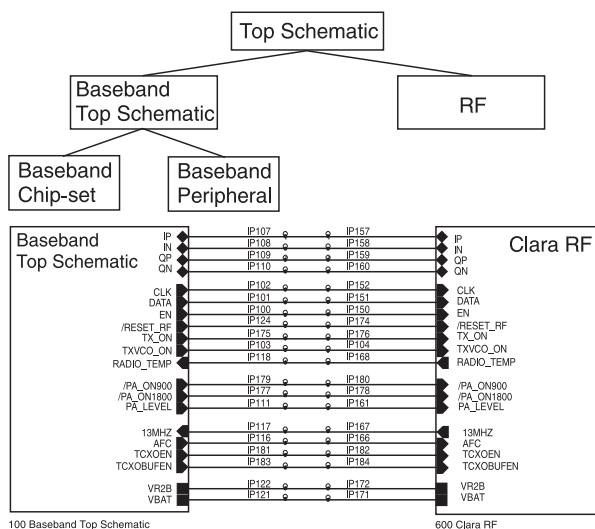 Top Schematic
Baseband
Top Schematic
RF
Baseband
Chip-set
Baseband
Peripheral
Baseband
Top Schematic
Clara RF
IP IP107 IP157 IP
IN IP108 IP158 IN
QP IP109 IP159 QP
QN IP110 IP160 QN
CLK IP102 IP152 CLK
DATA IP101 IP151 DATA
EN IP100 IP150 EN
/RESET_RF IP124 IP174 /RESET_RF
TX_ON IP175 IP176 TX_ON
TXVCO_ON IP103 IP104 TXVCO_ON
RADIO_TEMP IP118 IP168 RADIO_TEMP
/PA_ON900 IP179 IP180 /PA_ON900
/PA_ON1800 IP177 IP178 /PA_ON1800
PA_LEVEL IP111 IP161 PA_LEVEL
13MHZ IP117 IP167 13MHZ
AFC IP116 IP166 AFC
TCXOEN IP181 IP182 TCXOEN
TCXOBUFEN IP183 IP184 TCXOBUFEN
VR2B IP122 IP172 VR2B
VBAT IP121 IP171 VBAT
100 Baseband Top Schematic
600 Clara RF